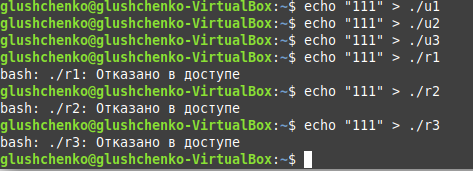 glushchenko@glushchenko-VirtualBox:~$ echo "111" > ./u1
glushchenko@glushchenko-VirtualBox:~$ echo "111" > ./u2
glushchenko@glushchenko-VirtualBox:~$ echo "111" > ./u3
glushchenko@glushchenko-VirtualBox:~$ echo "111" > ./r1
bash: ./r1: Отказано в доступе
glushchenko@glushchenko-VirtualBox:~$ echo "111" > ./r2
bash: ./r2: Отказано в доступе
glushchenko@glushchenko-VirtualBox:~$ echo "111" > ./r3
bash: ./r3: Отказано в доступе
glushchenko@glushchenko-VirtualBox:~$